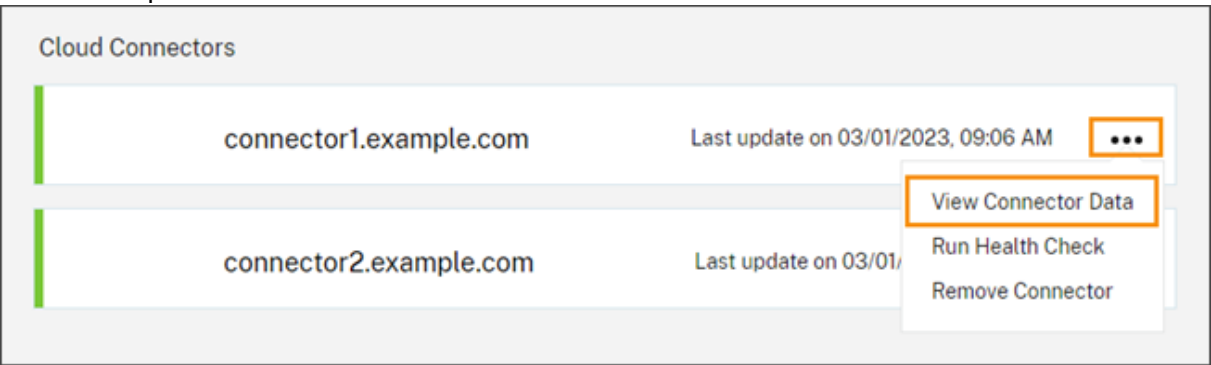 Cloud Connectors
connector1.example.com Last update on 03/01/2023, 09:06 AM •••
View Connector Data
connector2.example.com Last update on 03/01/ Run Health Check
Remove Connector